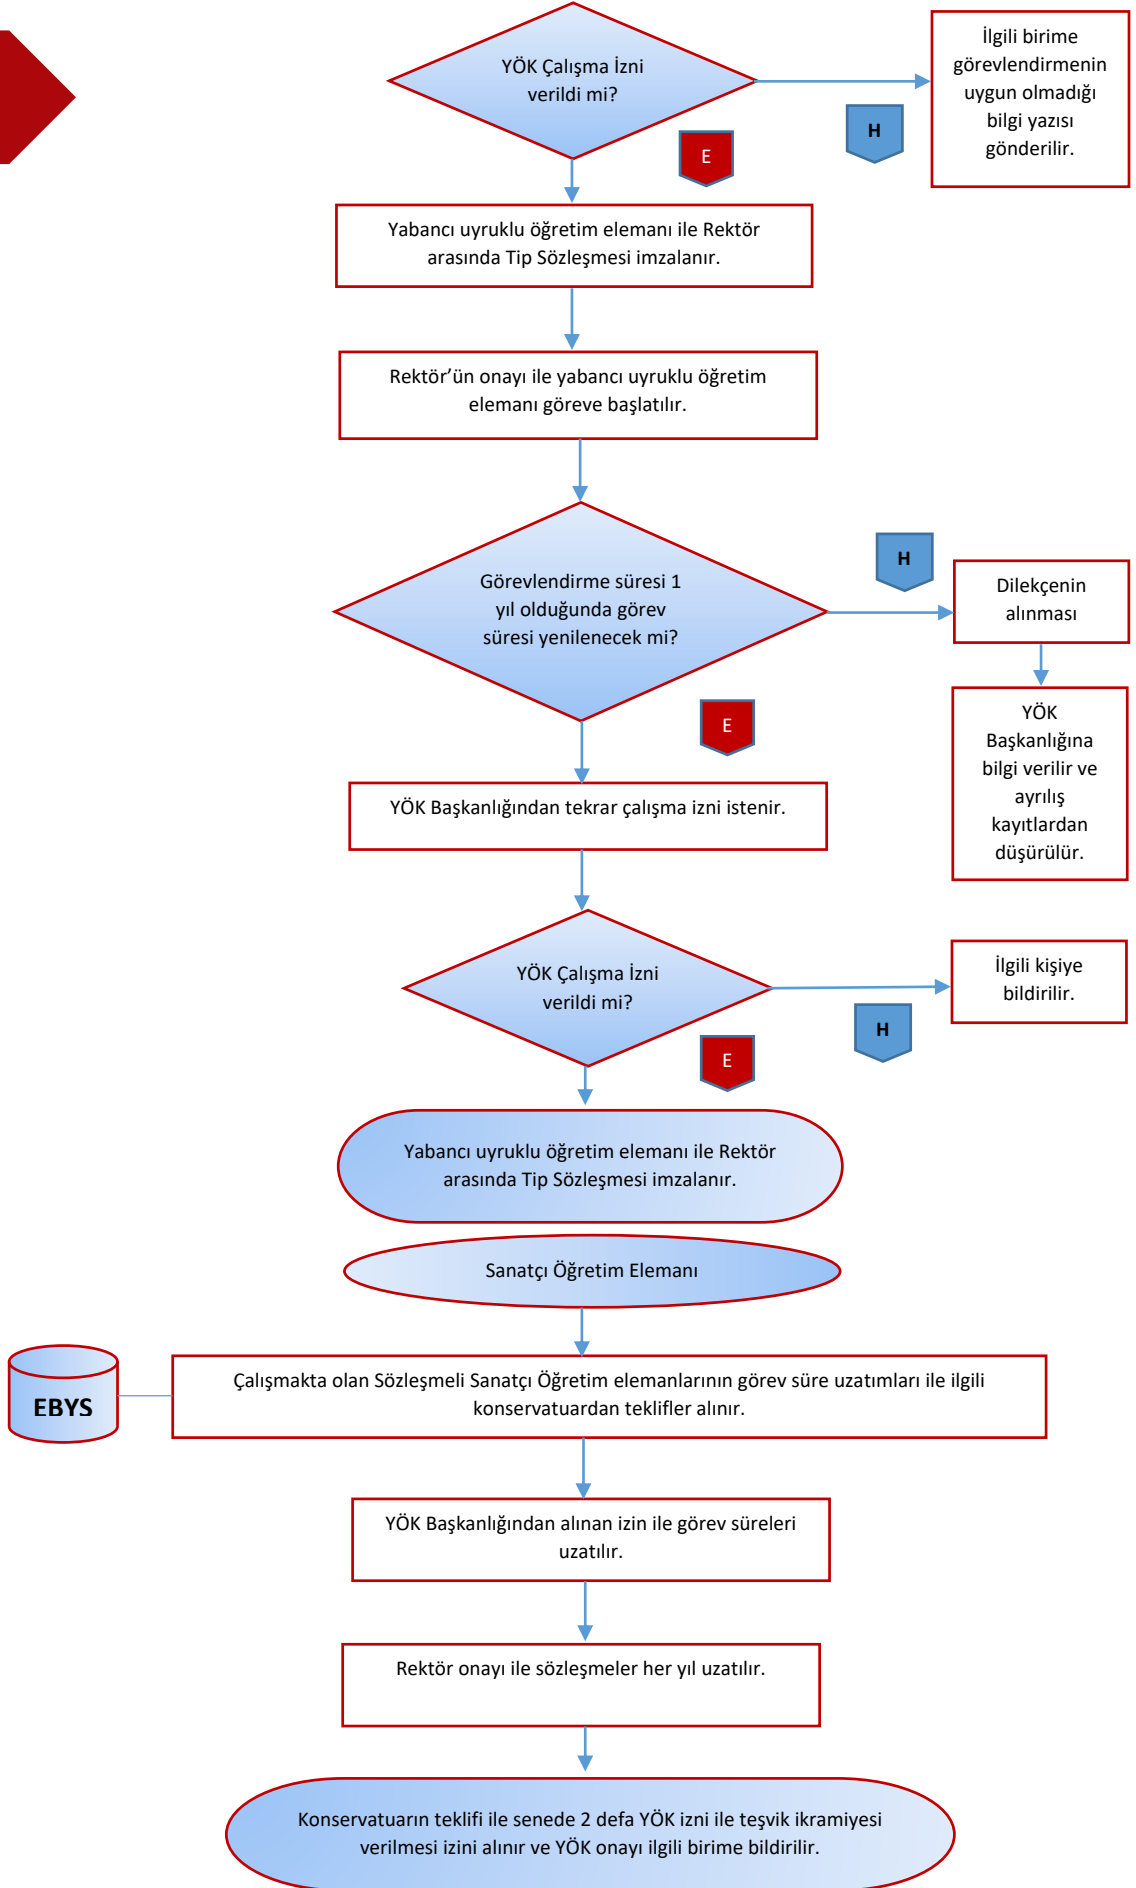 YÖK Çalışma İzni
verildi mi?
İlgili birime
görevlendirmenin
uygun olmadığı
bilgi yazısı
gönderilir.
H
E
Yabancı uyruklu öğretim elemanı ile Rektör
arasında Tip Sözleşmesi imzalanır.
Rektör’ün onayı ile yabancı uyruklu öğretim
elemanı göreve başlatılır.
Görevlendirme süresi 1
yıl olduğunda görev
süresi yenilenecek mi?
H
Dilekçenin
alınması
E
YÖK
Başkanlığına
bilgi verilir ve
ayrılış
kayıtlardan
düşürülür.
YÖK Başkanlığından tekrar çalışma izni istenir.
YÖK Çalışma İzni
verildi mi?
İlgili kişiye
bildirilir.
H
E
Yabancı uyruklu öğretim elemanı ile Rektör
arasında Tip Sözleşmesi imzalanır.
Sanatçı Öğretim Elemanı
EBYS
Çalışmakta olan Sözleşmeli Sanatçı Öğretim elemanlarının görev süre uzatımları ile ilgili
konservatuardan teklifler alınır.
YÖK Başkanlığından alınan izin ile görev süreleri
uzatılır.
Rektör onayı ile sözleşmeler her yıl uzatılır.
Konservatuarın teklifi ile senede 2 defa YÖK izni ile teşvik ikramiyesi
verilmesi izini alınır ve YÖK onayı ilgili birime bildirilir.